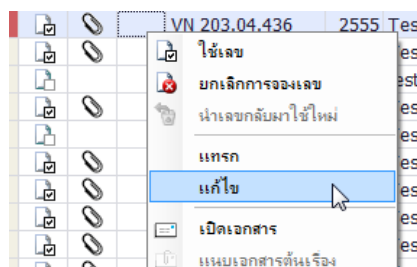 VN 203.04.436 2555 Tes
ใช้เลข
ยกเลิกการจองเลข
นำเลขกลับมาใช้ใหม่
แทรก
แก้ไข
เปิดเอกสาร
แนบเอกสารต้นเรื่อง